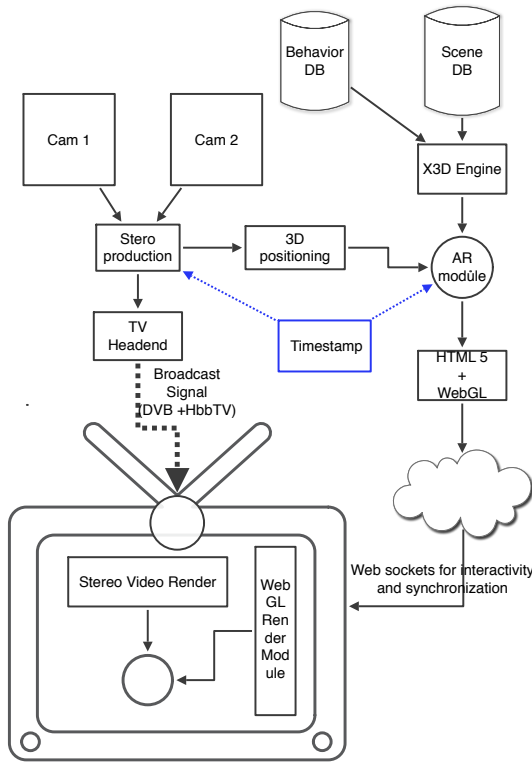 Behavior
DB
Scene
DB
Cam 1
Cam 2
X3D Engine
Stero
production
3D
positioning
AR
modüle
TV
Headend
Timestamp
HTML 5
+
WebGL
Broadcast
Signal
(DVB +HbbTV)
Web sockets for interactivity
and synchronization
Stereo Video Render
Web
GL
Ren
der
Mod
ule